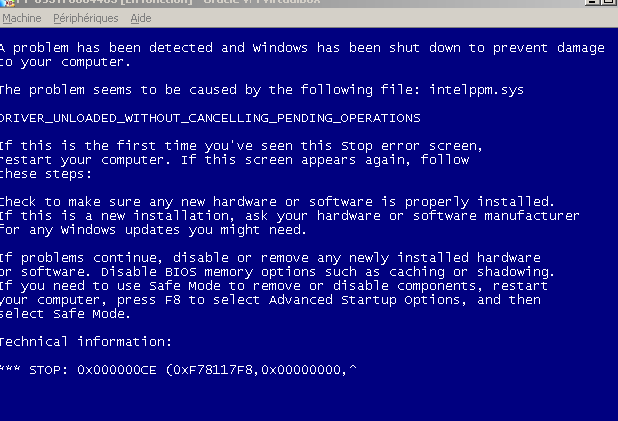 [En fonction] - Oracle VM VirtualBox
Machine Périphériques Aide
A problem has been detected and Windows has been shut down to prevent damage
to your computer.
The problem seems to be caused by the following file: intelppm.sys
DRIVER_UNLOADED_WITHOUT_CANCELLING_PENDING_OPERATIONS
If this is the first time you've seen this Stop error screen,
restart your computer. If this screen appears again, follow
these steps:
Check to make sure any new hardware or software is properly installed.
If this is a new installation, ask your hardware or software manufacturer
for any Windows updates you might need.
If problems continue, disable or remove any newly installed hardware
or software. Disable BIOS memory options such as caching or shadowing.
If you need to use Safe Mode to remove or disable components, restart
your computer, press F8 to select Advanced Startup Options, and then
select Safe Mode.
Technical information:
*** STOP: 0x000000CE (0xF78117F8,0x00000000,^